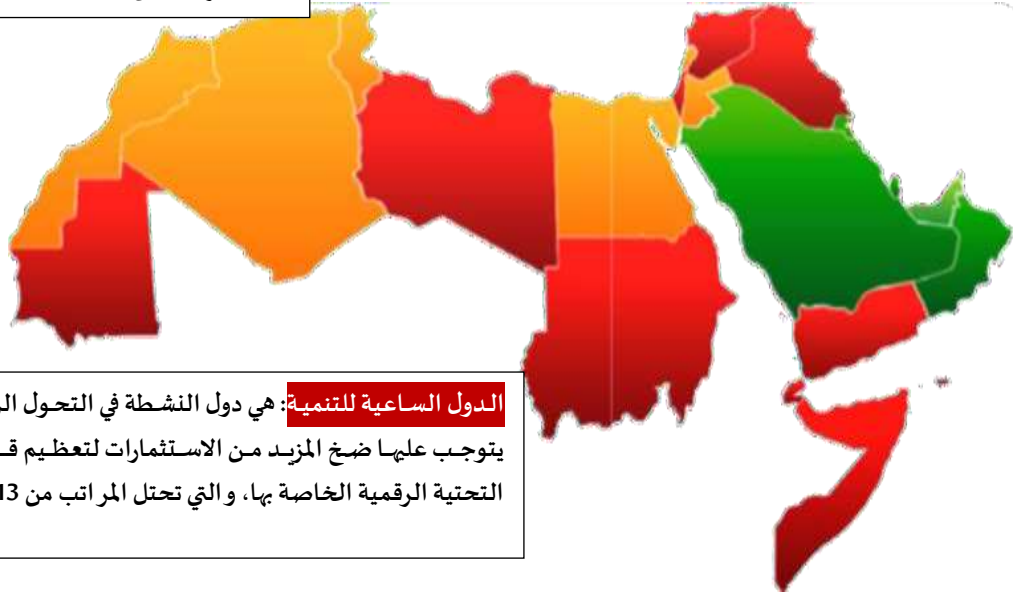 الدول الساعية للتنمية: هي دول النشطة في التحول
يتوجب عليها ضخ المزيد من الاستثمارات لتعظيم
التحتية الرقمية الخاصة بها، والتي تحتل المراتب من 13